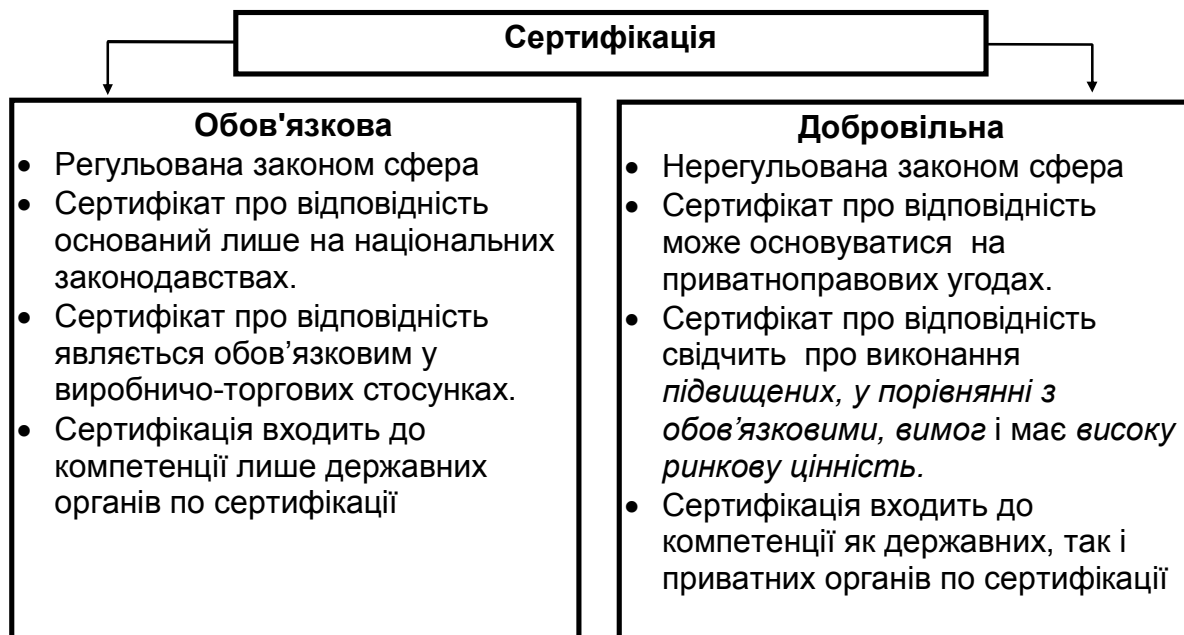 Сертифікація
Обов'язкова
• Регульована законом сфера
• Сертифікат про відповідність
оснований лише на національних
законодавствах.
• Сертифікат про відповідність
являється обов’язковим у
виробничо-торгових стосунках.
• Сертифікація входить до
компетенції лише державних
органів по сертифікації
Добровільна
• Нерегульована законом сфера
• Сертифікат про відповідність
може основуватися на
приватноправових угодах.
• Сертифікат про відповідність
свідчить про виконання
підвищених, у порівнянні з
обов’язковими, вимог і має високу
ринкову цінність.
• Сертифікація входить до
компетенції як державних, так і
приватних органів по сертифікації